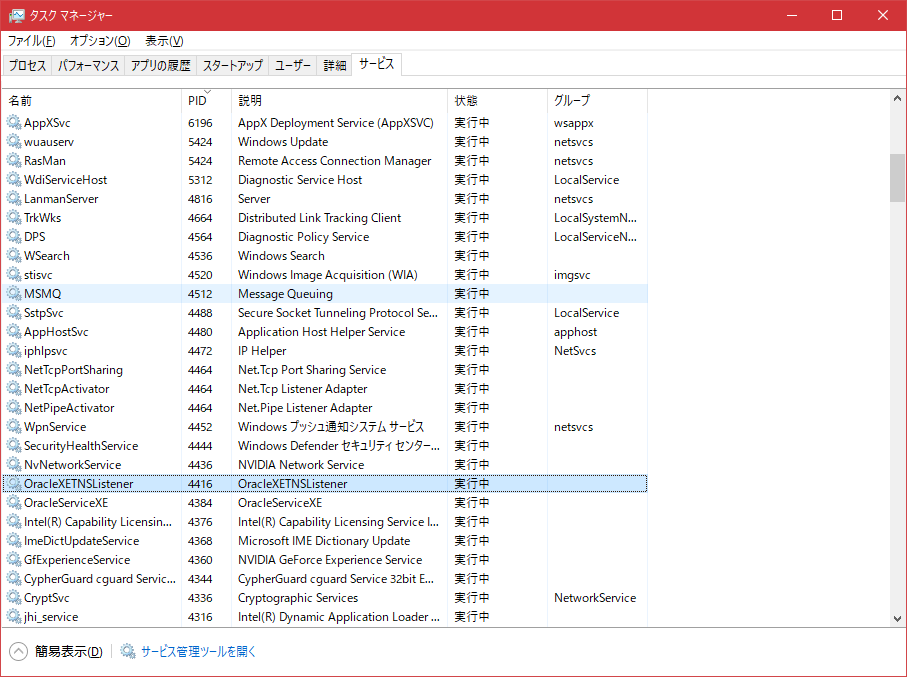 タスク マネージャー
ファイル(F) オプション(O) 表示(V)
プロセス パフォーマンス アプリの履歴 スタートアップ ユーザー 詳細 サービス
名前 PID 説明 状態 グループ
AppXSvc 6196 AppX Deployment Service (AppXSVC) 実行中 wsappx
wuauserv 5424 Windows Update 実行中 netsvcs
RasMan 5424 Remote Access Connection Manager 実行中 netsvcs
WdiServiceHost 5312 Diagnostic Service Host 実行中 LocalService
LanmanServer 4816 Server 実行中 netsvcs
TrkWks 4664 Distributed Link Tracking Client 実行中 LocalSystemN...
DPS 4564 Diagnostic Policy Service 実行中 LocalServiceN...
WSearch 4536 Windows Search 実行中
stisvc 4520 Windows Image Acquisition (WIA) 実行中 imgsvc
MSMQ 4512 Message Queuing 実行中
SstpSvc 4488 Secure Socket Tunneling Protocol Se... 実行中 LocalService
AppHostSvc 4480 Application Host Helper Service 実行中 apphost
iphlpsvc 4472 IP Helper 実行中 NetSvcs
NetTcpPortSharing 4464 Net.Tcp Port Sharing Service 実行中
NetTcpActivator 4464 Net.Tcp Listener Adapter 実行中
NetPipeActivator 4464 Net.Pipe Listener Adapter 実行中
WpnService 4452 Windows プッシュ通知システム サービス 実行中 netsvcs
SecurityHealthService 4444 Windows Defender セキュリティ センター... 実行中
NvNetworkService 4436 NVIDIA Network Service 実行中
OracleXETNSListener 4416 OracleXETNSListener 実行中
OracleServiceXE 4384 OracleServiceXE 実行中
Intel(R) Capability Licensin... 4376 Intel(R) Capability Licensing Service I... 実行中
ImeDictUpdateService 4368 Microsoft IME Dictionary Update 実行中
GfExperienceService 4360 NVIDIA GeForce Experience Service 実行中
CypherGuard cguard Servic... 4344 CypherGuard cguard Service 32bit E... 実行中
CryptSvc 4336 Cryptographic Services 実行中 NetworkService
jhi_service 4316 Intel(R) Dynamic Application Loader ... 実行中
簡易表示(D) サービス管理ツールを開く